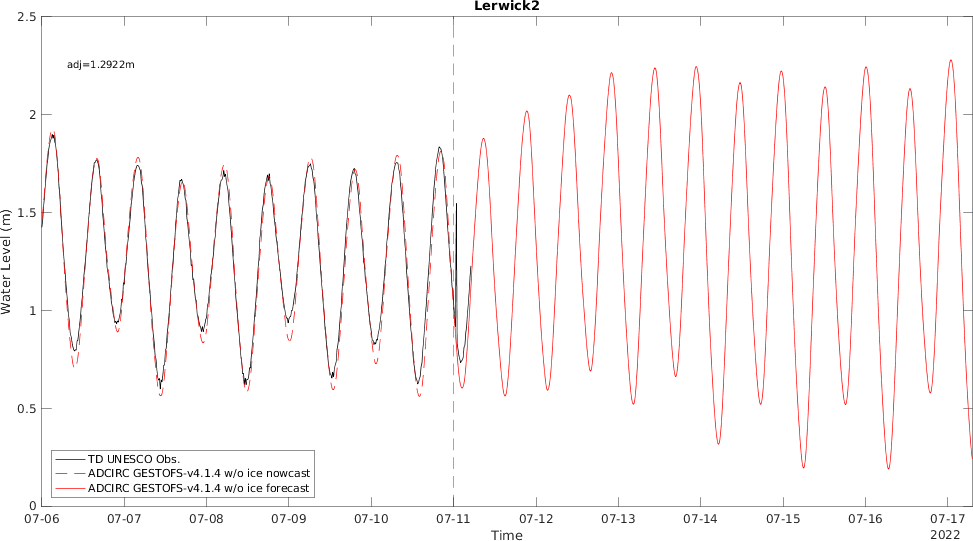 Lerwick2
2.5
adj=1.2922m
2
1.5
Water Level (m)
1
0.5
TD UNESCO Obs.
ADCIRC GESTOFS-v4.1.4 w/o ice nowcast
ADCIRC GESTOFS-v4.1.4 w/o ice forecast
0
07-06 07-07 07-08 07-09 07-10 07-11 07-12 07-13 07-14 07-15 07-16 07-17
Time
2022